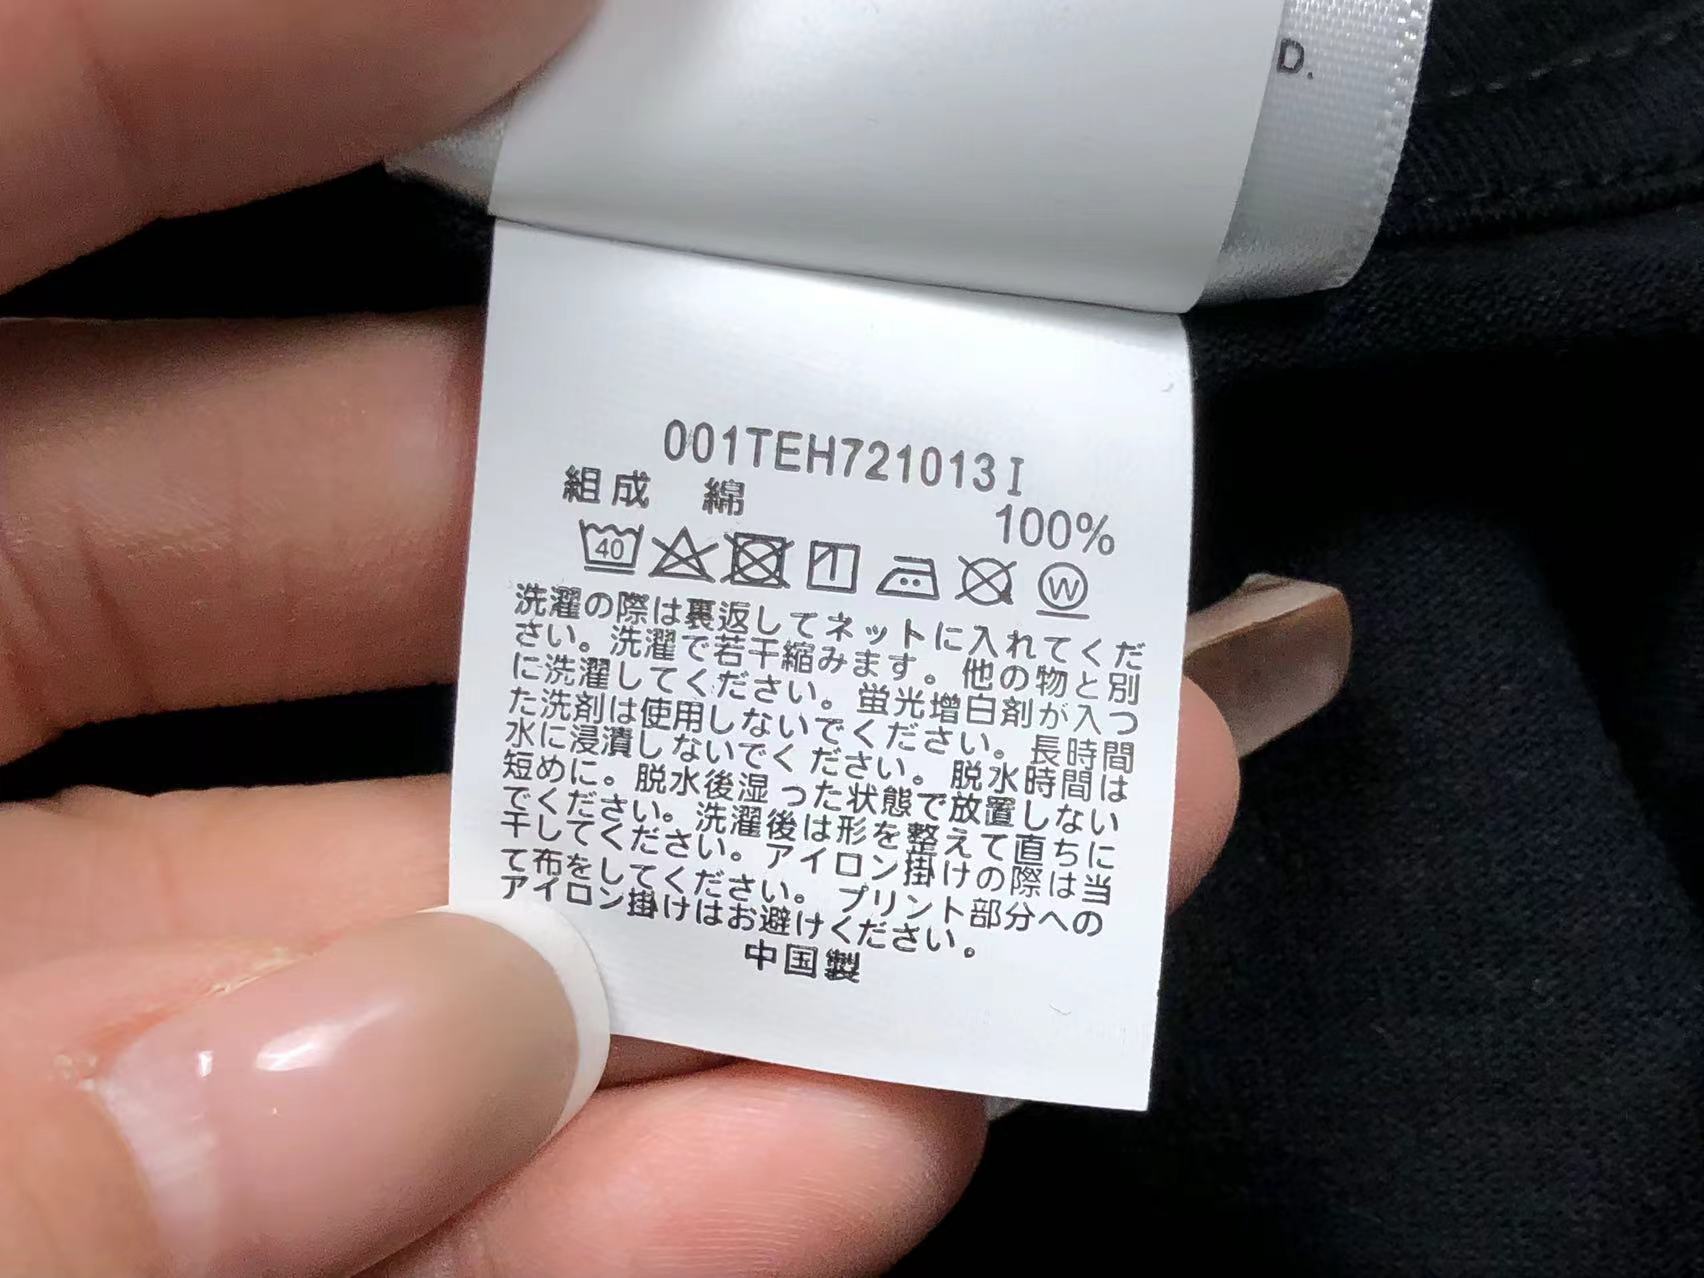 D.
001TEH721013I
組成 綿 100%
40
W
洗濯の際は裏返してネットに入れてくだ
さい。洗濯で若干縮みます。他の物と別
に洗濯してください。蛍光増白剤が入つ
た洗剤は使用しないでください。長時間
水に浸漬しないでください。脱水時間は
短めに。脱水後湿った状態で放置しない
でください。洗濯後は形を整えて直ちに
干してください。アイロン掛けの際は当
て布をしてください。プリント部分への
アイロン掛けはお避けください。
中国製